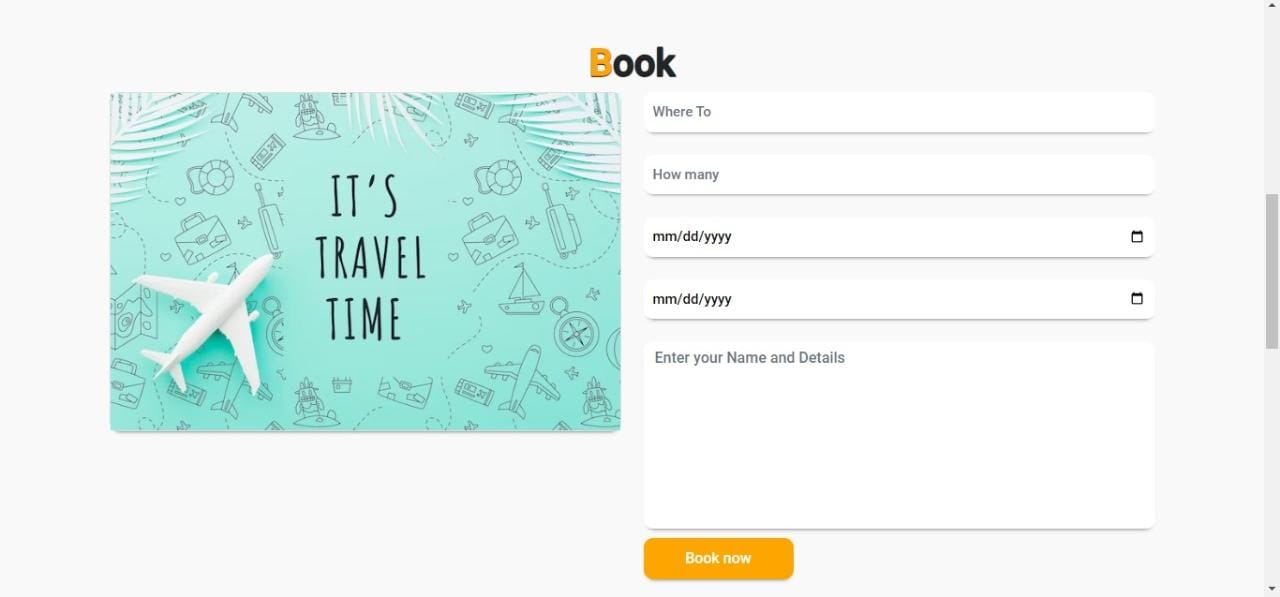 Book
IT'S
TRAVEL
TIME
Where To
How many
mm/dd/yyyy
mm/dd/yyyy
Enter your Name and Details
Book now